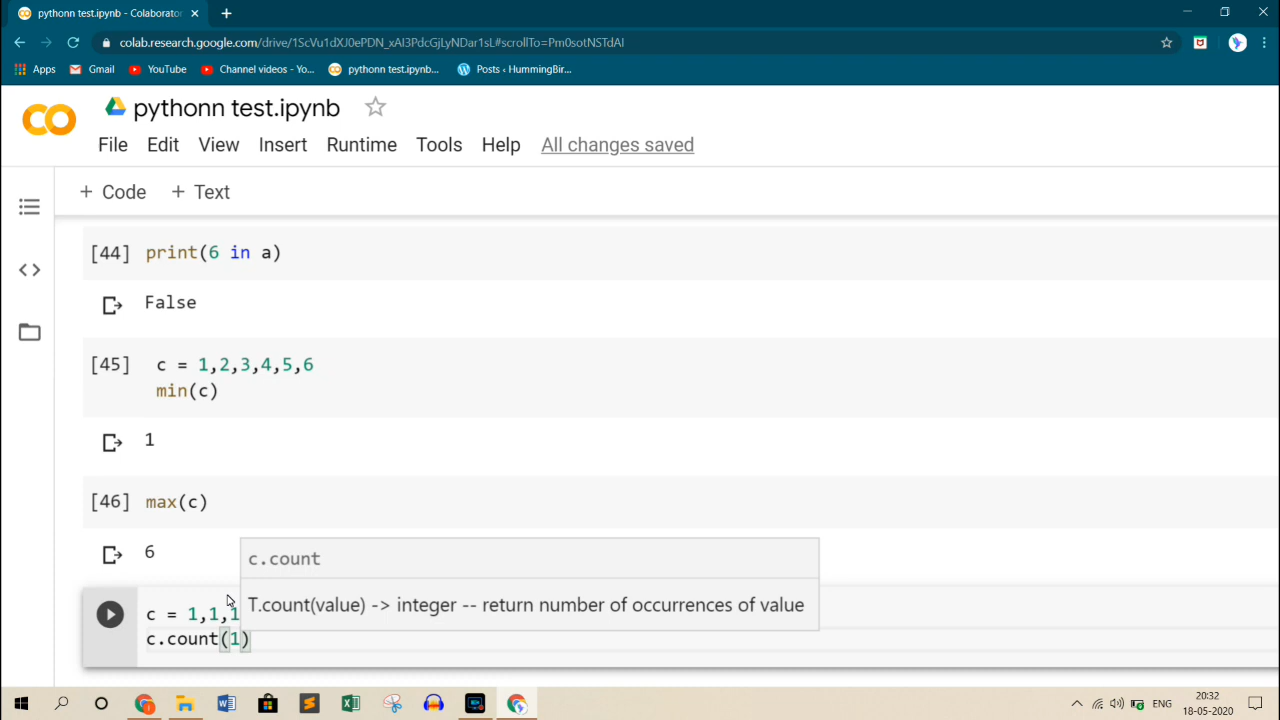 pythonn test.ipynb - Colaborator
colab.research.google.com/drive/1ScVu1dXJ0ePDN_xAI3PdcGjLyNDar1sL#scrollTo=Pm0sotNSTdAI
Apps Gmail YouTube Channel videos - Yo... pythonn test.ipynb... Posts ‹ HummingBir...
pythonn test.ipynb
File Edit View Insert Runtime Tools Help All changes saved
+ Code + Text
[44] print(6 in a)
False
[45] c = 1,2,3,4,5,6
min(c)
1
[46] max(c)
6
c.count
T.count(value) -> integer -- return number of occurrences of value
c = 1,1,1
c.count(1)
ENG
20:32
18-05-2020